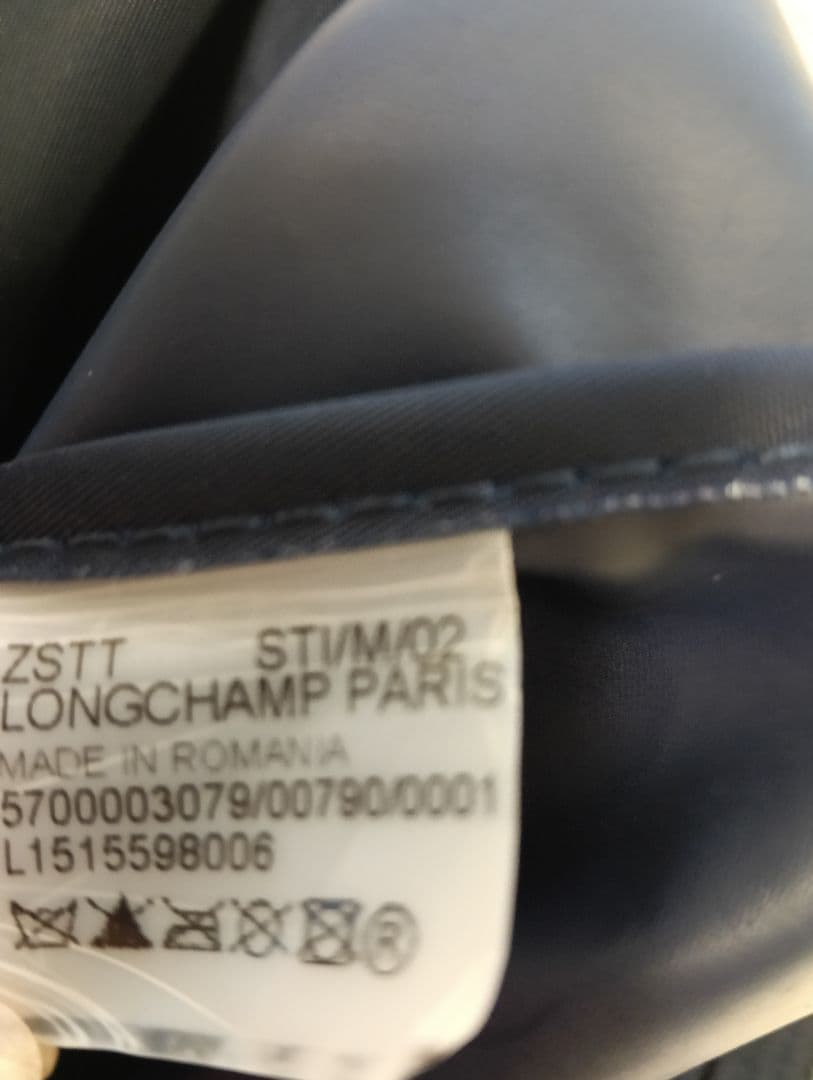 ZSTT STI/M/02
LONGCHAMP PARIS
MADE IN ROMANIA
5700003079/00790/0001
L1515598006
®